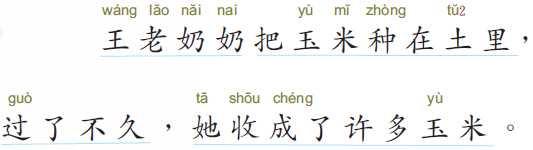 wáng lǎo nǎi nai yù mǐ zhòng tǔ2
王老奶奶把玉米种在土里，
guò tā shōu chéng yù
过了不久，她收成了许多玉米。